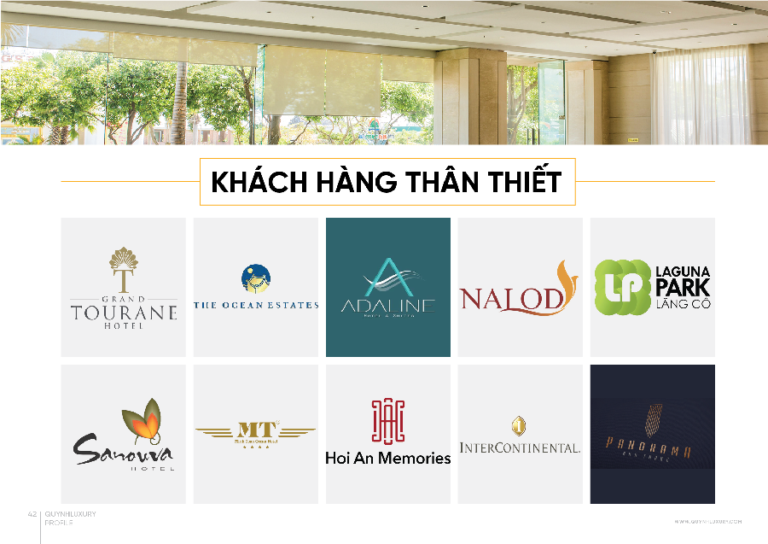 KHÁCH HÀNG THÂN THIẾT
GRAND
TOURANE
HOTEL
THE OCEAN ESTATES
ADALINE
NALOD
LP
LAGUNA
PARK
LĂNG CÔ
Sanouva
HOTEL
MT
Hoi An Memories
INTERCONTINENTAL
PANORAMA
42
QUYNHLUXURY
PROFILE